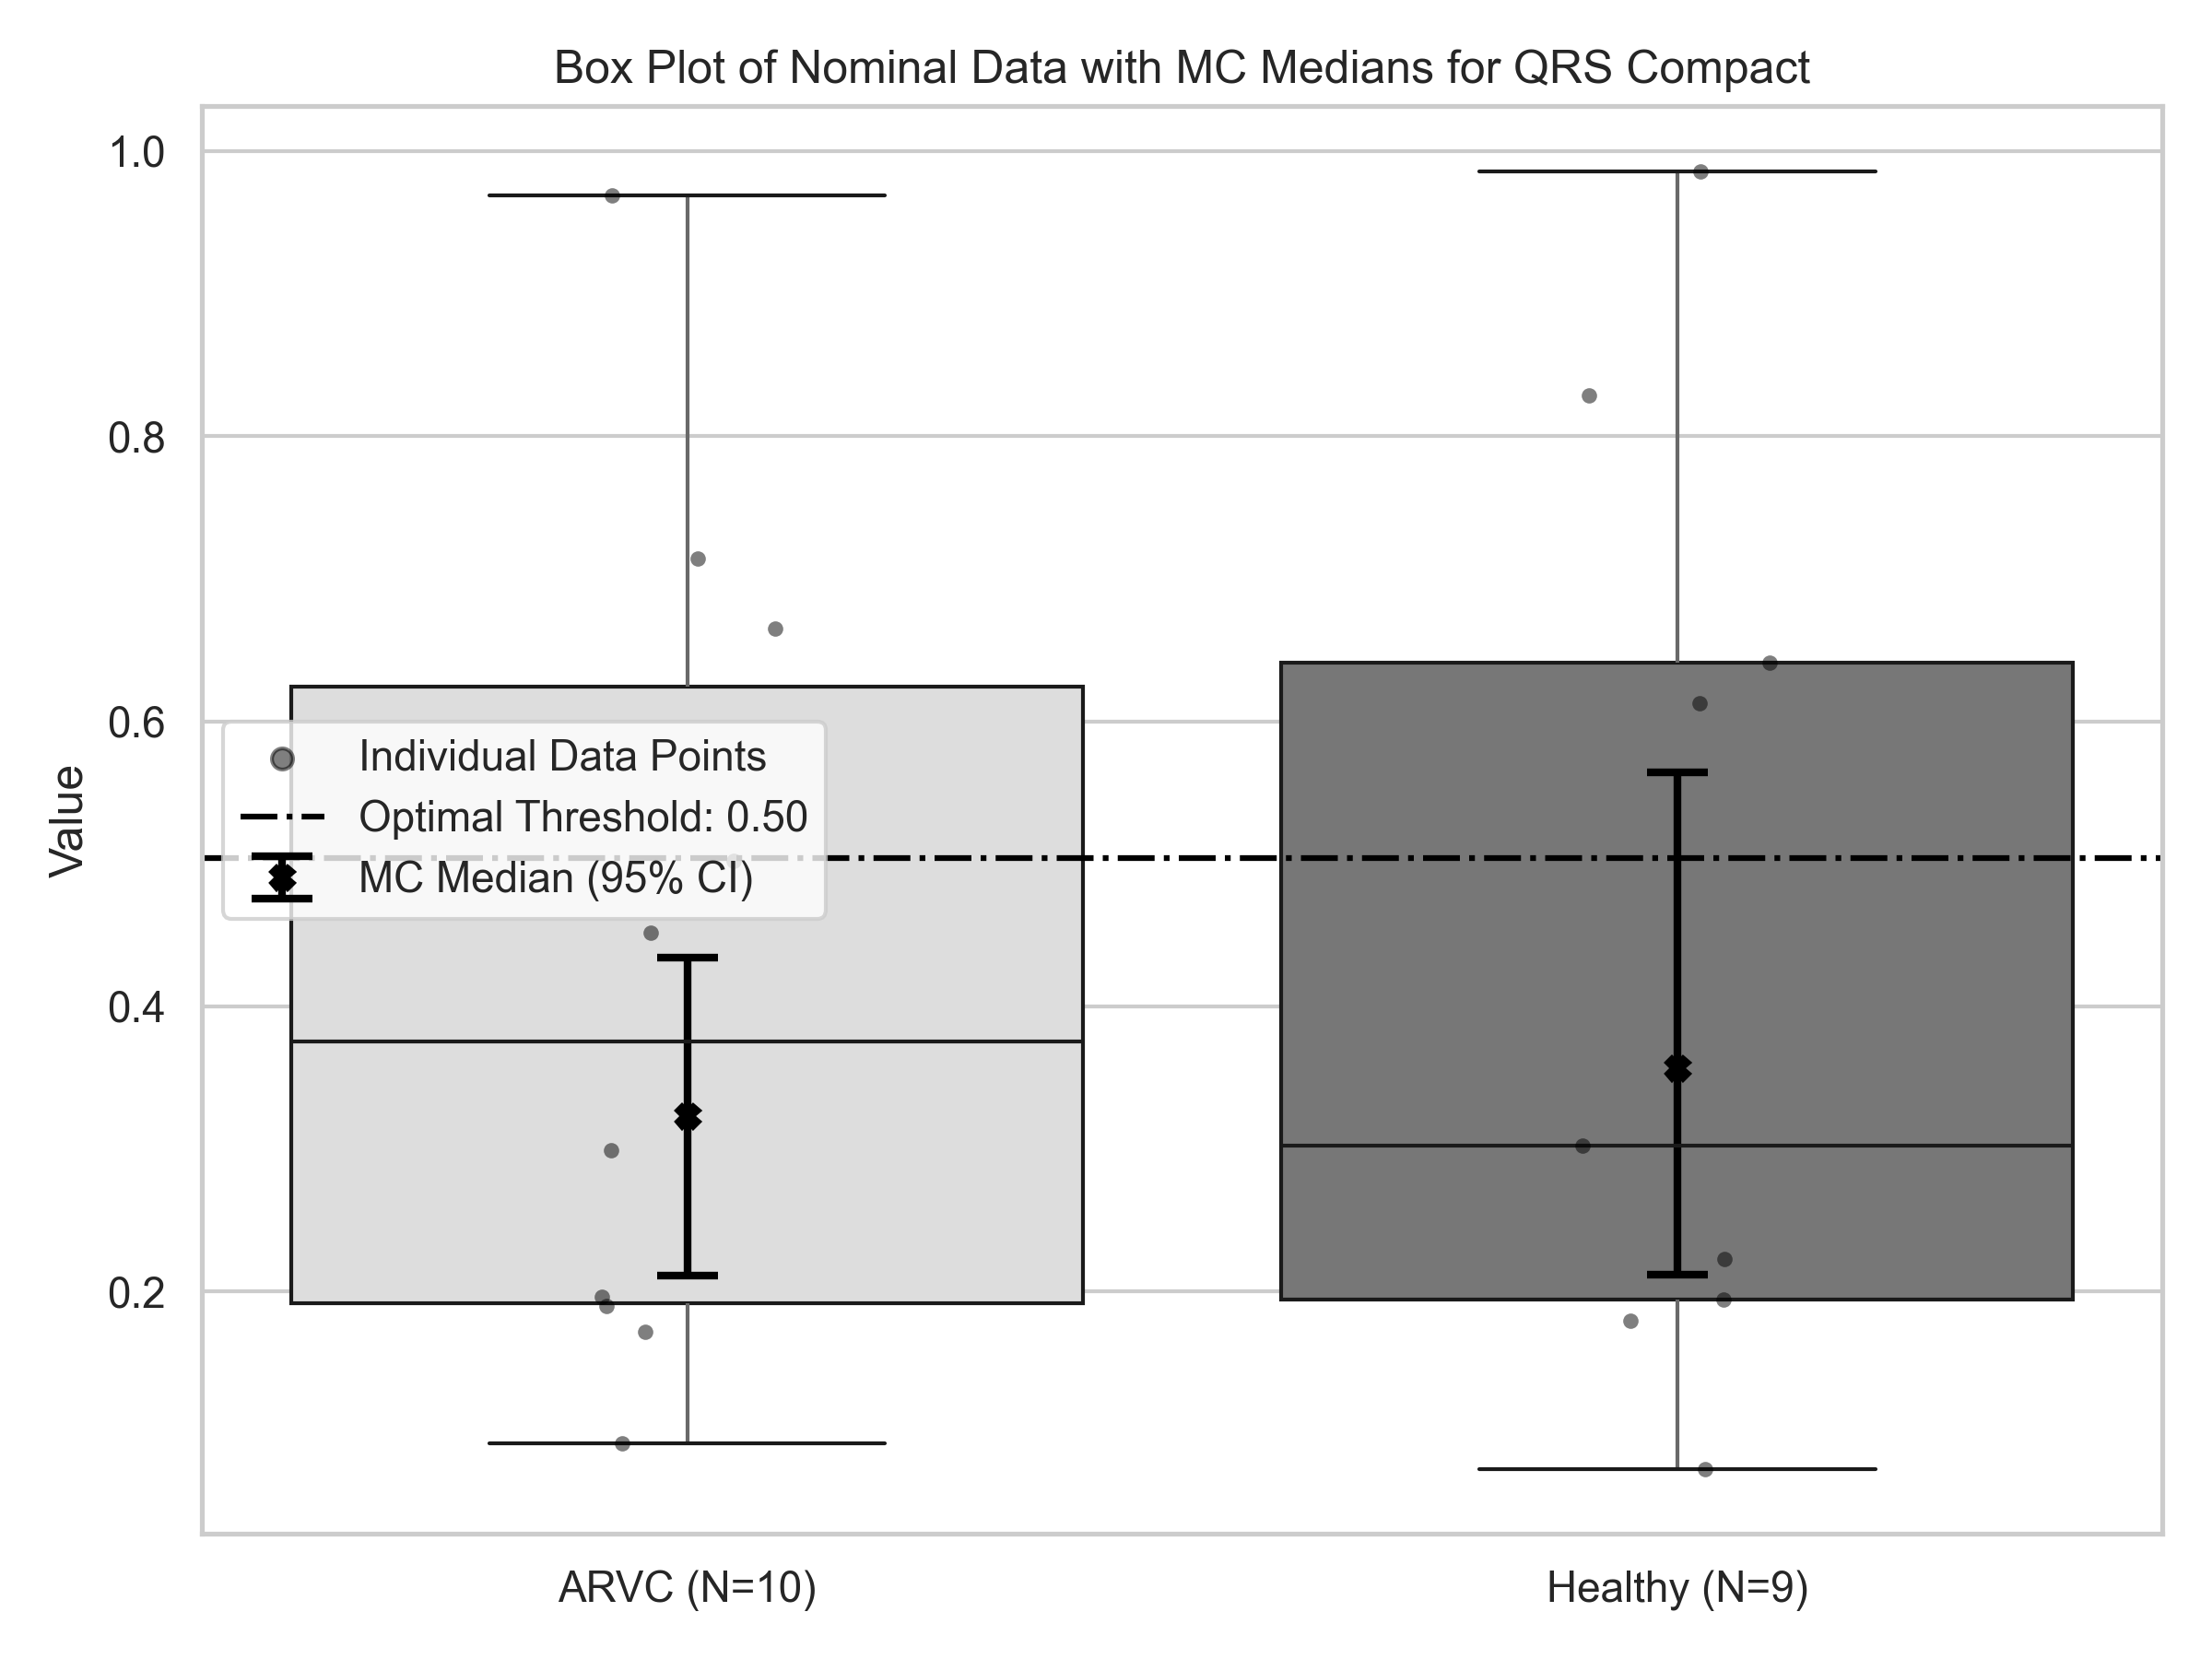 Box Plot of Nominal Data with MC Medians for QRS Compact
1.0
0.8
0.6
0.4
0.2
Value
Individual Data Points
Optimal Threshold: 0.50
MC Median (95% CI)
ARVC (N=10)
Healthy (N=9)